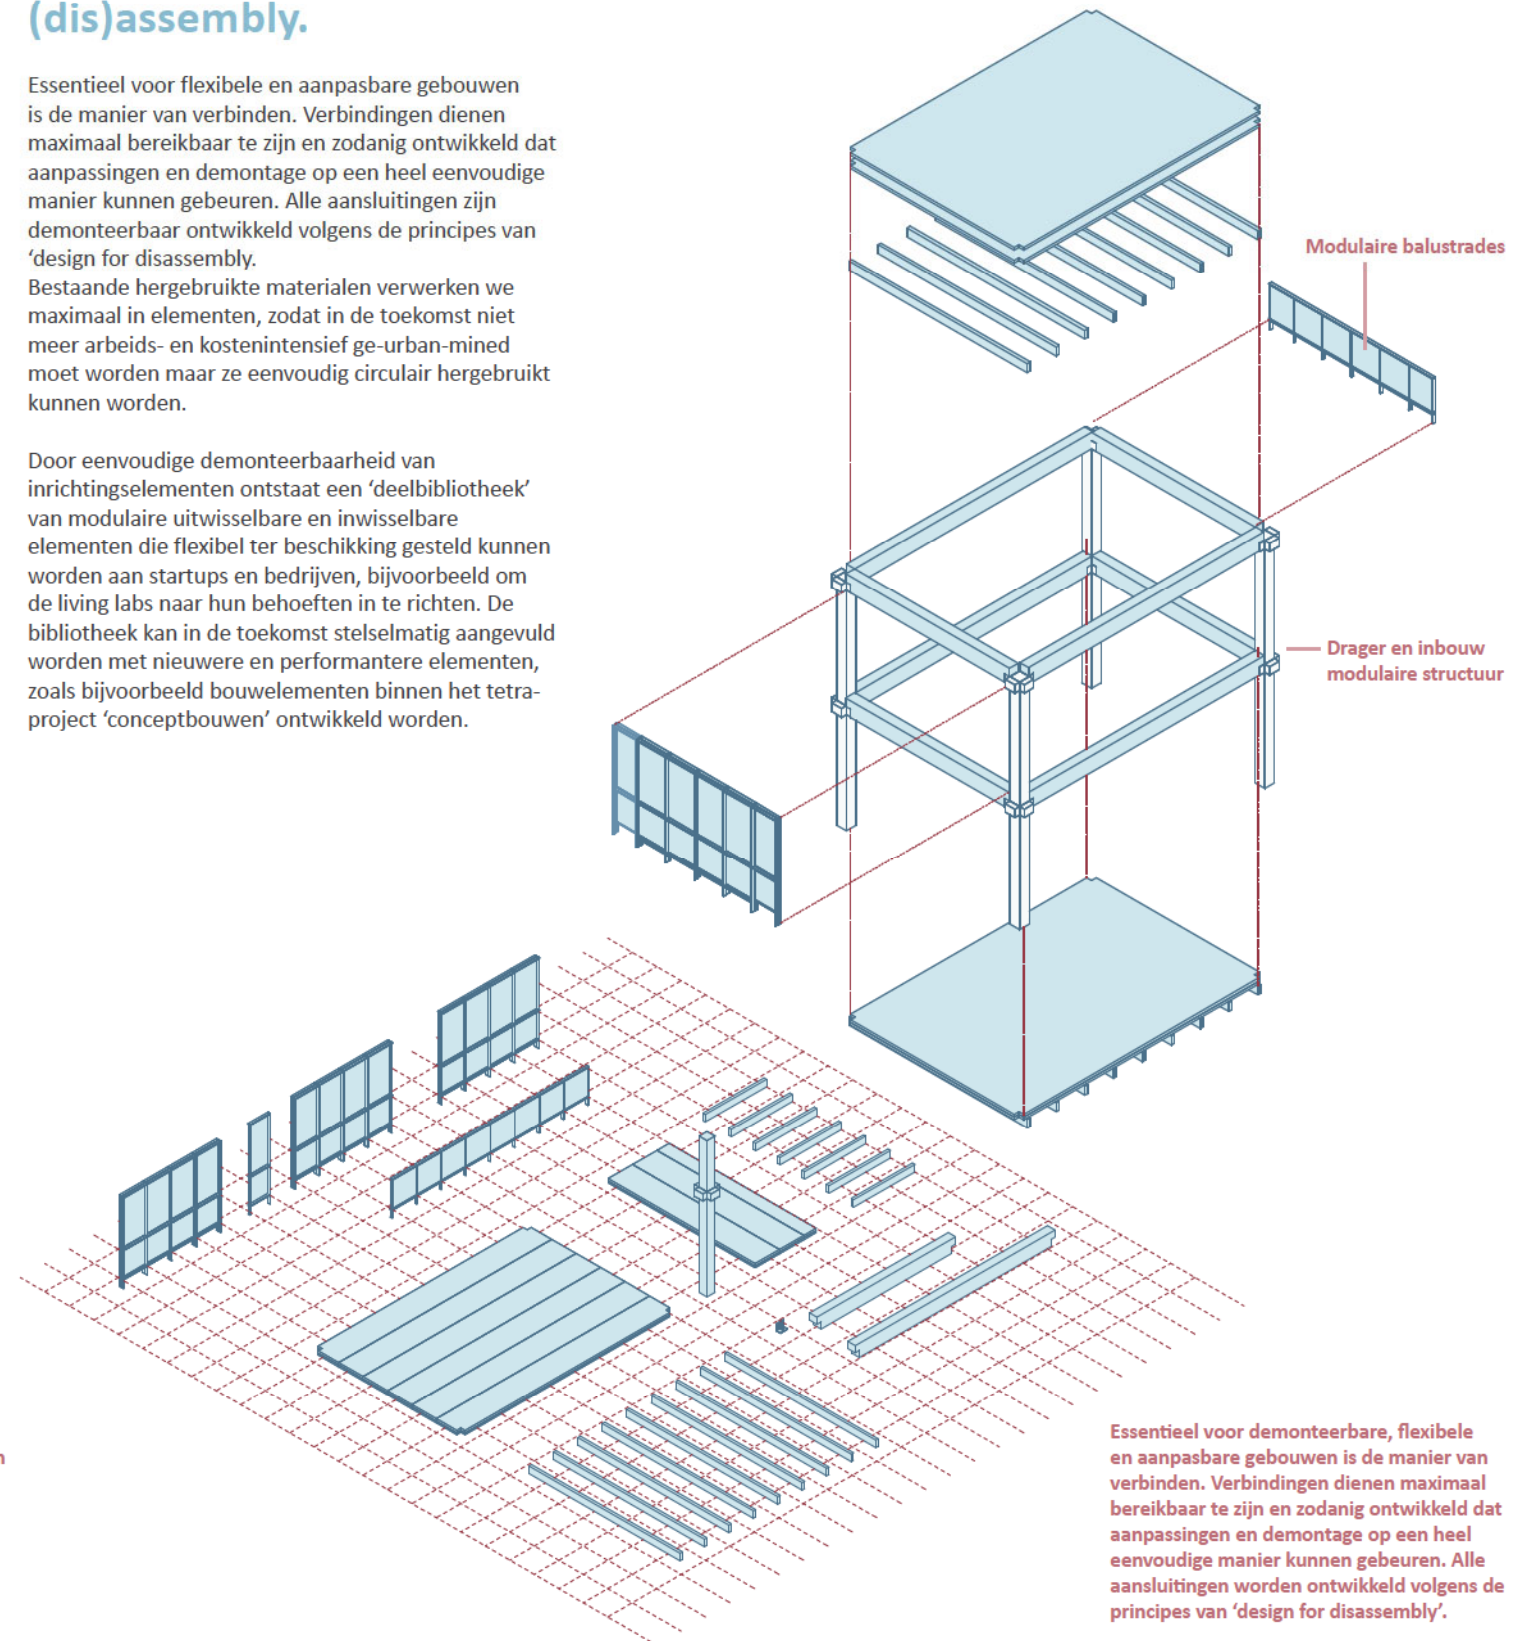 (dis)assembly.
Essentieel voor flexibele en aanpasbare gebouwen
is de manier van verbinden. Verbindingen dienen
maximaal bereikbaar te zijn en zodanig ontwikkeld dat
aanpassingen en demontage op een heel eenvoudige
manier kunnen gebeuren. Alle aansluitingen zijn
demonteerbaar ontwikkeld volgens de principes van
‘design for disassembly.
Bestaande hergebruikte materialen verwerken we
maximaal in elementen, zodat in de toekomst niet
meer arbeids- en kostenintensief ge-urban-mined
moet worden maar ze eenvoudig circulair hergebruikt
kunnen worden.
Door eenvoudige demonteerbaarheid van
inrichtingselementen ontstaat een ‘deelbibliotheek’
van modulaire uitwisselbare en inwisselbare
elementen die flexibel ter beschikking gesteld kunnen
worden aan startups en bedrijven, bijvoorbeeld om
de living labs naar hun behoeften in te richten. De
bibliotheek kan in de toekomst stelselmatig aangevuld
worden met nieuwere en performantere elementen,
zoals bijvoorbeeld bouwelementen binnen het tetra-
project ‘conceptbouwen’ ontwikkeld worden.
Modulaire balustrades
Drager en inbouw
modulaire structuur
Essentieel voor demonteerbare, flexibele
en aanpasbare gebouwen is de manier van
verbinden. Verbindingen dienen maximaal
bereikbaar te zijn en zodanig ontwikkeld dat
aanpassingen en demontage op een heel
eenvoudige manier kunnen gebeuren. Alle
aansluitingen worden ontwikkeld volgens de
principes van ‘design for disassembly’.